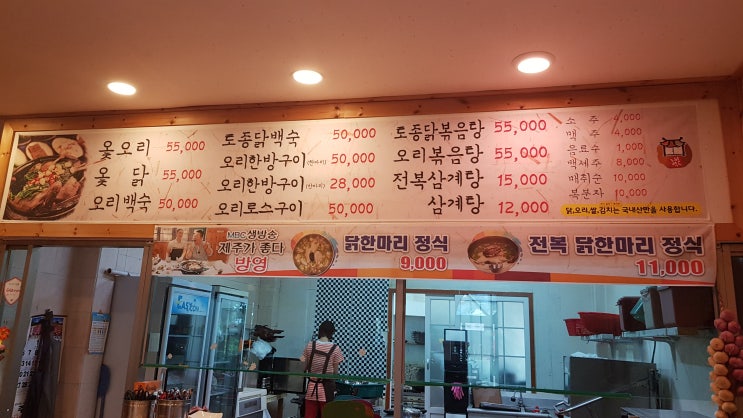 옻오리 55,000
옻 닭 55,000
오리백숙 50,000
토종닭백숙 50,000
오리한방구이(한마리) 50,000
오리한방구이(반마리) 28,000
오리로스구이 50,000
토종닭볶음탕 55,000
오리볶음탕 55,000
전복삼계탕 15,000
삼계탕 12,000
소 주 4,000
맥 주 4,000
음료수 1,000
백세주 8,000
매취순 10,000
복분자 10,000
닭,오리,쌀,김치는 국내산만을 사용합니다.
MBC 생방송
제주가 좋다
방영
닭한마리 정식
9,000
전복 닭한마리 정식
11,000